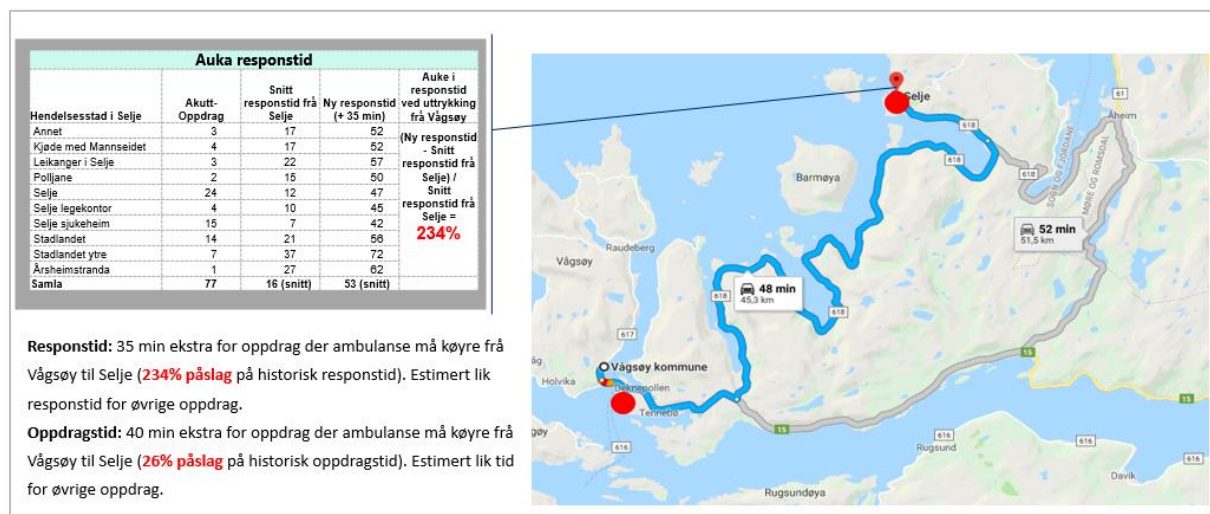 Auka responstid
Hendelsesstad i Selje Akutt-Oppdrag Snitt responstid frå Selje Ny responstid (+ 35 min) Auke i responstid ved uttrykking frå Vågsøy
Annet 3 17 52
Kjøde med Mannseidet 4 17 52
Leikanger i Selje 3 22 57
Polljane 2 15 50
Selje 24 12 47
Selje legekontor 4 10 45
Selje sjukeheim 15 7 42
Stadlandet 14 21 56
Stadlandet ytre 7 37 72
Årsheimstranda 1 27 62
Samla 77 16 (snitt) 53 (snitt)
(Ny responstid
- Snitt
responstid frå
Selje) /
Snitt
responstid frå
Selje =
234%
Responstid: 35 min ekstra for oppdrag der ambulanse må køyre frå
Vågsøy til Selje (234% påslag på historisk responstid). Estimert lik
responstid for øvrige oppdrag.
Oppdragstid: 40 min ekstra for oppdrag der ambulanse må køyre frå
Vågsøy til Selje (26% påslag på historisk oppdragstid). Estimert lik tid
for øvrige oppdrag.
Selje
61
Åheim
618
618
618
SOGN OG FJORDANE
MØRE OG ROMSDAL
Barmøya
52 min
51,5 km
Raudeberg
Vågsøy
48 min
45,3 km
618
618
617
Vågsøy kommune
Holvika
Deknepollen
Tennebø
15
15
15
616
616
616
Rugsund
Davik
Rugsundøya